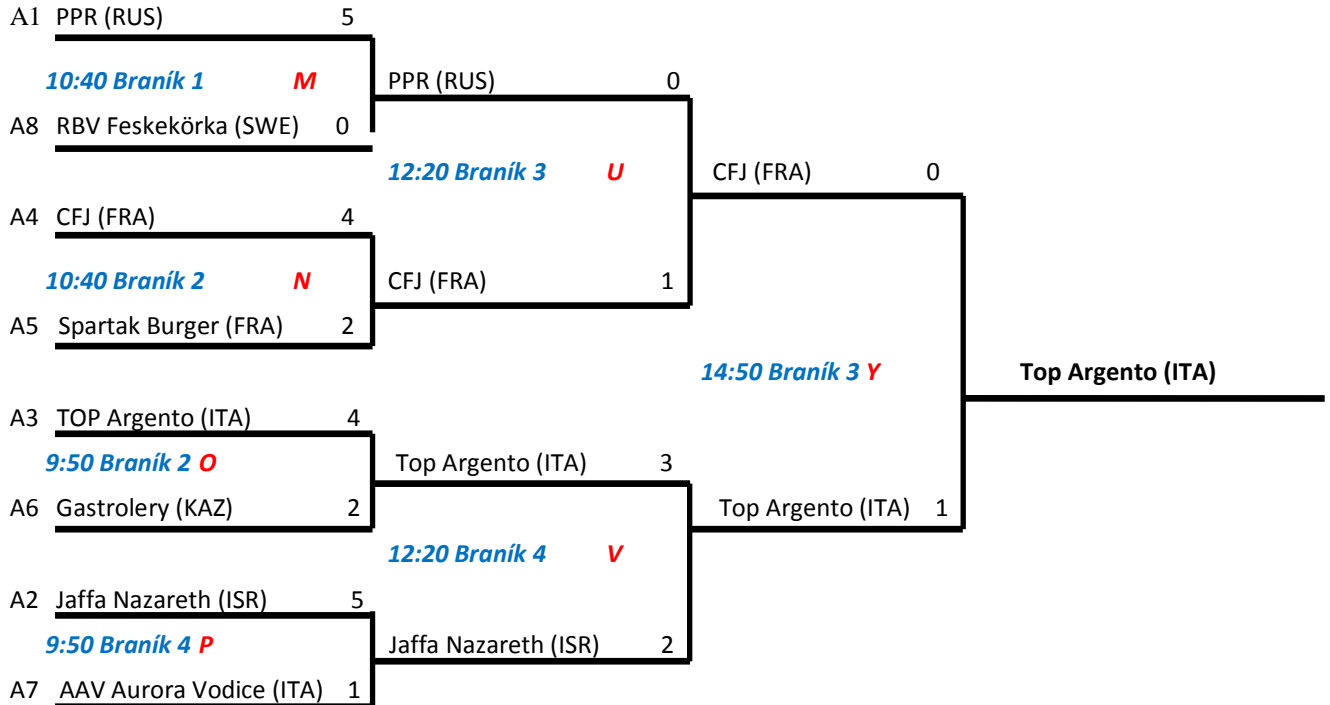 A1 PPR (RUS) 5
10:40 Braník 1 M PPR (RUS) 0
A8 RBV Feskekörka (SWE) 0
12:20 Braník 3 U CFJ (FRA) 0
A4 CFJ (FRA) 4
10:40 Braník 2 N CFJ (FRA) 1
A5 Spartak Burger (FRA) 2
14:50 Braník 3 Y Top Argento (ITA)
A3 TOP Argento (ITA) 4
9:50 Braník 2 O Top Argento (ITA) 3
A6 Gastrolery (KAZ) 2 Top Argento (ITA) 1
12:20 Braník 4 V
A2 Jaffa Nazareth (ISR) 5
9:50 Braník 4 P Jaffa Nazareth (ISR) 2
A7 AAV Aurora Vodice (ITA) 1